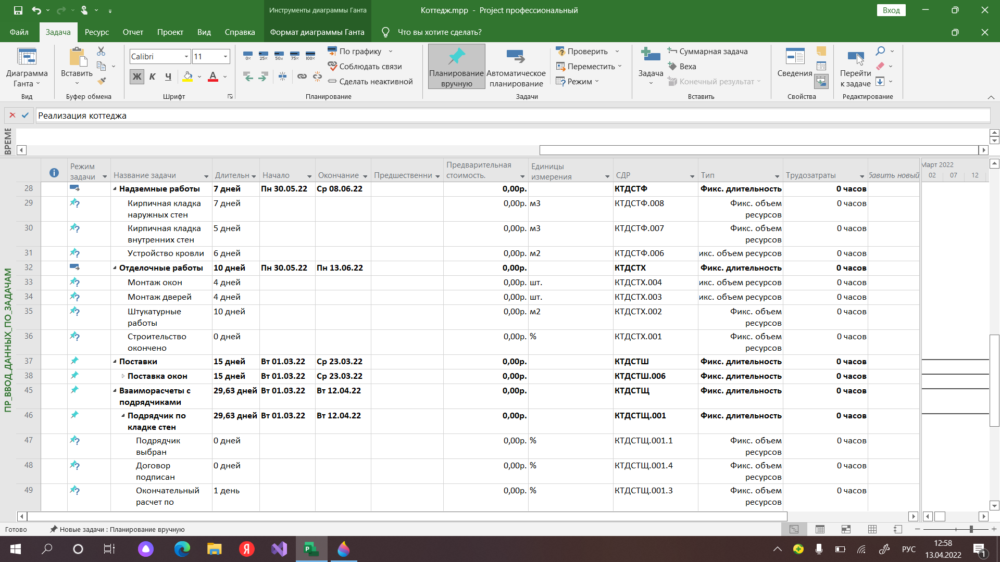 Инструменты диаграммы Ганта
Коттедж.mpp - Project профессиональный
Вход
Файл Задача Ресурс Отчет Проект Вид Справка Формат диаграммы Ганта Что вы хотите сделать?
Диаграмма Ганта
Вид
Вставить
Буфер обмена
Calibri 11
Ж К Ч А
Шрифт
0% 25% 50% 75% 100%
По графику
Соблюдать связи
Сделать неактивной
Планирование
Планирование вручную
Автоматическое планирование
Проверить
Переместить
Режим
Задачи
Задача
Суммарная задача
Веха
Конечный результат
Вставить
Сведения
Свойства
Перейти к задаче
Редактирование
Реализация коттеджа
ВРЕМЕ
ПР_ВВОД_ДАННЫХ_ПО_ЗАДАЧАМ
Режим задачи Название задачи Длительн Начало Окончание Предшественни Предварительная стоимость. Единицы измерения СДР Тип Трудозатраты бавить новый
Март 2022
02 07 12
28 Надземные работы 7 дней Пн 30.05.22 Ср 08.06.22 0,00р. КТДСТФ Фикс. длительность 0 часов
29 Кирпичная кладка наружных стен 7 дней 0,00р. м3 КТДСТФ.008 Фикс. объем ресурсов 0 часов
30 Кирпичная кладка внутренних стен 5 дней 0,00р. м3 КТДСТФ.007 Фикс. объем ресурсов 0 часов
31 Устройство кровли 6 дней 0,00р. м2 КТДСТФ.006 икс. объем ресурсов 0 часов
32 Отделочные работы 10 дней Пн 30.05.22 Пн 13.06.22 0,00р. КТДСТХ Фикс. длительность 0 часов
33 Монтаж окон 4 дней 0,00р. шт. КТДСТХ.004 икс. объем ресурсов 0 часов
34 Монтаж дверей 4 дней 0,00р. шт. КТДСТХ.003 икс. объем ресурсов 0 часов
35 Штукатурные работы 10 дней 0,00р. м2 КТДСТХ.002 Фикс. объем ресурсов 0 часов
36 Строительство окончено 0 дней 0,00р. % КТДСТХ.001 Фикс. объем ресурсов 0 часов
37 Поставки 15 дней Вт 01.03.22 Ср 23.03.22 0,00р. КТДСТШ Фикс. длительность 0 часов
38 Поставка окон 15 дней Вт 01.03.22 Ср 23.03.22 0,00р. КТДСТШ.006 Фикс. длительность 0 часов
45 Взаиморасчеты с подрядчиками 29,63 дней Вт 01.03.22 Вт 12.04.22 0,00р. КТДСТЩ Фикс. длительность 0 часов
46 Подрядчик по кладке стен 29,63 дней Вт 01.03.22 Вт 12.04.22 0,00р. КТДСТЩ.001 Фикс. длительность 0 часов
47 Подрядчик выбран 0 дней 0,00р. % КТДСТЩ.001.1 Фикс. объем ресурсов 0 часов
48 Договор подписан 0 дней 0,00р. % КТДСТЩ.001.4 Фикс. объем ресурсов 0 часов
49 Окончательный расчет по 1 день 0,00р. % КТДСТЩ.001.3 Фикс. объем ресурсов 0 часов
Готово Новые задачи : Планирование вручную
РУС
12:58
13.04.2022
1